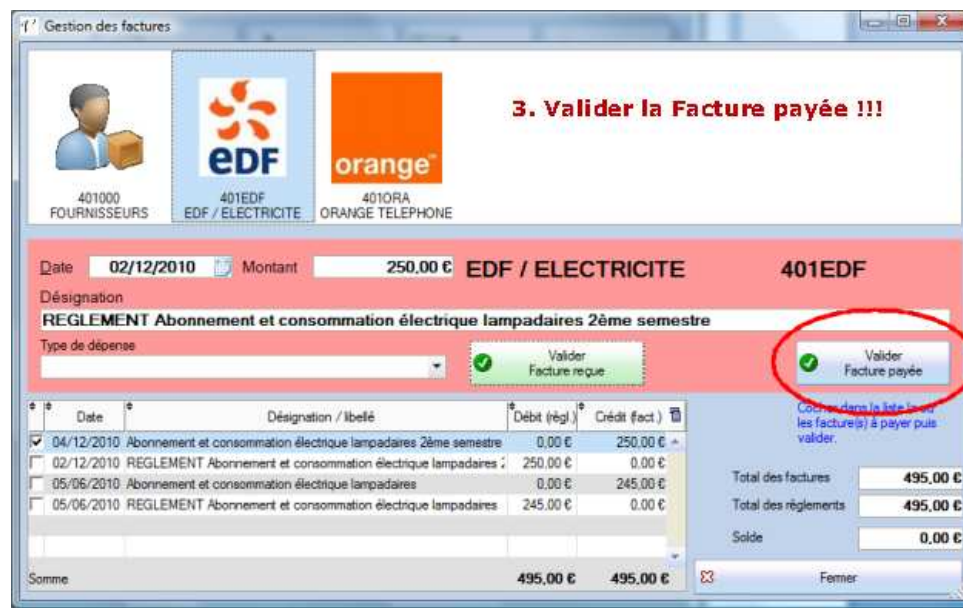 Gestion des factures
3. Valider la Facture payée !!!
eDF
orange™
401000
FOURNISSEURS
401EDF
EDF / ELECTRICITE
401ORA
ORANGE TELEPHONE
Date 02/12/2010 Montant 250,00 € EDF / ELECTRICITE 401EDF
Désignation
REGLEMENT Abonnement et consommation électrique lampadaires 2ème semestre
Type de dépense
Valider
Facture reçue
Valider
Facture payée
Cocher dans la liste la ou
les facture(s) à payer puis
valider.
Date Désignation / libellé Débit (règl.) Crédit (fact.)
04/12/2010 Abonnement et consommation électrique lampadaires 2ème semestre 0,00 € 250,00 €
02/12/2010 REGLEMENT Abonnement et consommation électrique lampadaires 2 250,00 € 0,00 €
05/06/2010 Abonnement et consommation électrique lampadaires 0,00 € 245,00 €
05/06/2010 REGLEMENT Abonnement et consommation électrique lampadaires 245,00 € 0,00 €
Somme 495,00 € 495,00 €
Total des factures 495,00 €
Total des règlements 495,00 €
Solde 0,00 €
Fermer